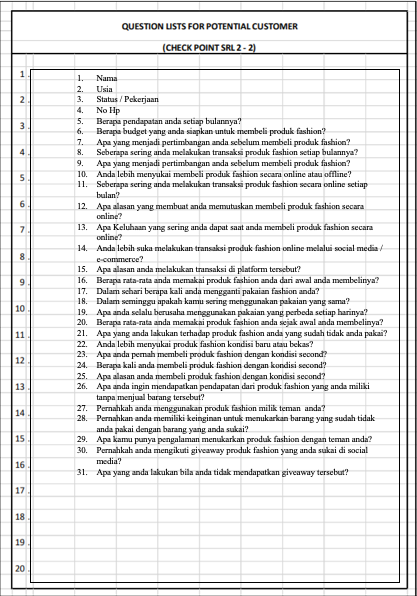 QUESTION LISTS FOR POTENTIAL CUSTOMER
(CHECK POINT SRL 2 - 2)
1. Nama
2. Usia
3. Status / Pekerjaan
4. No Hp
5. Berapa pendapatan anda setiap bulannya?
6. Berapa budget yang anda siapkan untuk membeli produk fashion?
7. Apa yang menjadi pertimbangan anda sebelum membeli produk fashion?
8. Seberapa sering anda melakukan transaksi produk fashion setiap bulannya?
9. Apa yang menjadi pertimbangan anda sebelum membeli produk fashion?
10. Anda lebih menyukai membeli produk fashion secara online atau offline?
11. Seberapa sering anda melakukan transaksi produk fashion secara online setiap
bulan?
12. Apa alasan yang membuat anda memutuskan membeli produk fashion secara
online?
13. Apa Keluhaan yang sering anda dapat saat anda membeli produk fashion secara
online?
14. Anda lebih suka melakukan transaksi produk fashion online melalui social media /
e-commerce?
15. Apa alasan anda melakukan transaksi di platform tersebut?
16. Berapa rata-rata anda memakai produk fashion anda dari awal anda membelinya?
17. Dalam sehari berapa kali anda mengganti pakaian fashion anda?
18. Dalam seminggu apakah kamu sering menggunakan pakaian yang sama?
19. Apa anda selalu berusaha menggunakan pakaian yang perbeda setiap harinya?
20. Berapa rata-rata anda memakai produk fashion anda sejak awal anda membelinya?
21. Apa yang anda lakukan terhadap produk fashion anda yang sudah tidak anda pakai?
22. Anda lebih menyukai produk fashion kondisi baru atau bekas?
23. Apa anda pernah membeli produk fashion dengan kondisi second?
24. Berapa kali anda membeli produk fashion dengan kondisi second?
25. Apa alasan anda membeli produk fashion dengan kondisi second?
26. Apa anda ingin mendapatkan pendapatan dari produk fashion yang anda miliki
tanpa menjual barang tersebut?
27. Pernahkah anda menggunakan produk fashion milik teman anda?
28. Pernahkan anda memiliki keinginan untuk menukarkan barang yang sudah tidak
anda pakai dengan barang yang anda sukai?
29. Apa kamu punya pengalaman menukarkan produk fashion dengan teman anda?
30. Pernahkah anda mengikuti giveaway produk fashion yang anda sukai di social
media?
31. Apa yang anda lakukan bila anda tidak mendapatkan giveaway tersebut?
1.
2.
3.
4.
5.
6.
7.
8.
9.
10.
11.
12.
13.
14.
15.
16.
17.
18.
19.
20.